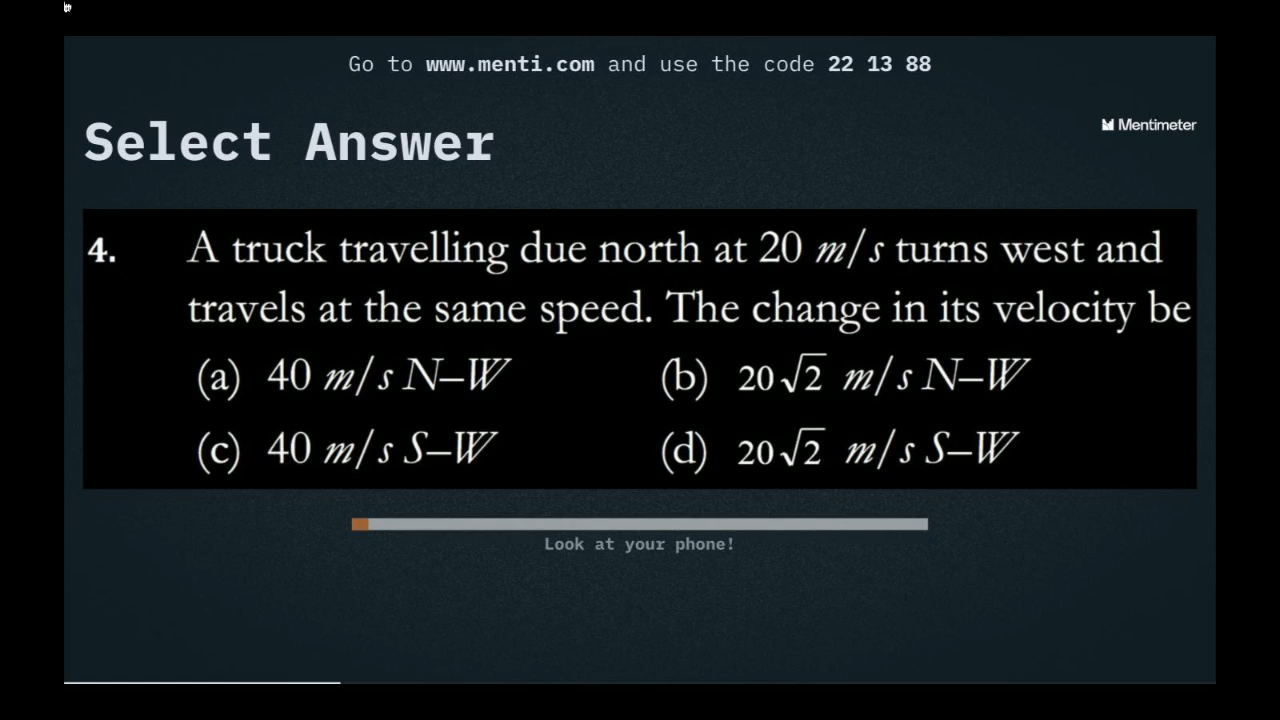 Go to www.menti.com and use the code 22 13 88
Select Answer
Mentimeter
4. A truck travelling due north at 20 m/s turns west and
travels at the same speed. The change in its velocity be
(a) 40 m/s N–W (b) 20√2 m/s N–W
(c) 40 m/s S–W (d) 20√2 m/s S–W
Look at your phone!